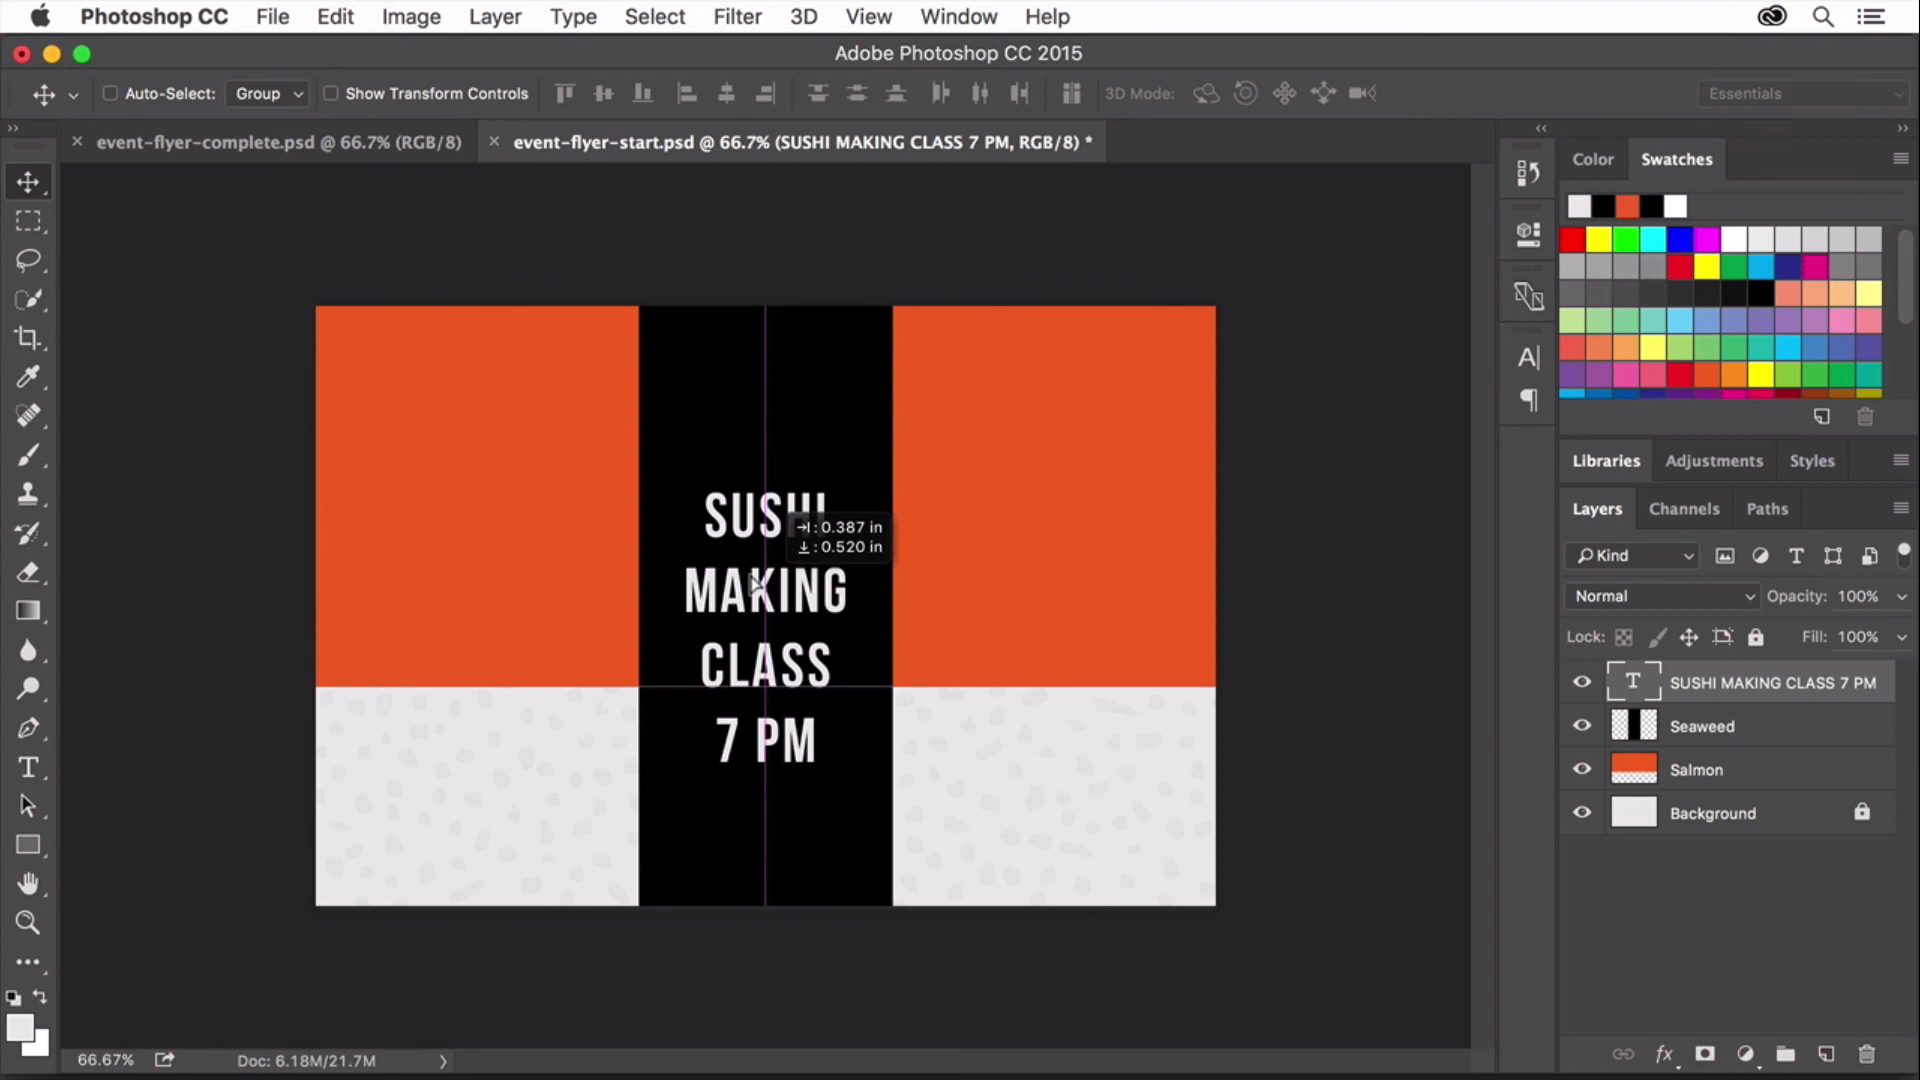 Photoshop CC File Edit Image Layer Type Select Filter 3D View Window Help
Adobe Photoshop CC 2015
Auto-Select: Group Show Transform Controls 3D Mode: Essentials
event-flyer-complete.psd @ 66.7% (RGB/8) event-flyer-start.psd @ 66.7% (SUSHI MAKING CLASS 7 PM, RGB/8) *
Color Swatches
SUSHI
MAKING
CLASS
7 PM
: 0.387 in
: 0.520 in
Libraries Adjustments Styles
Layers Channels Paths
Kind
Normal Opacity: 100%
Lock: Fill: 100%
SUSHI MAKING CLASS 7 PM
Seaweed
Salmon
Background
66.67% Doc: 6.18M/21.7M